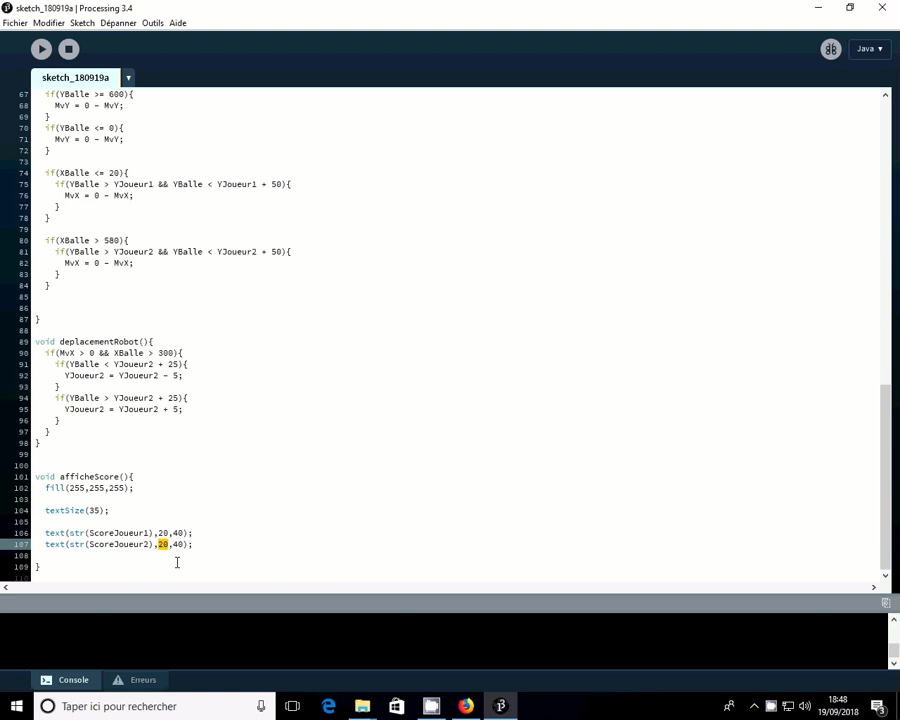 sketch_180919a | Processing 3.4
Fichier Modifier Sketch Dépanner Outils Aide
Java ▾
sketch_180919a
67 if(YBalle >= 600){
68 MvY = 0 - MvY;
69 }
70 if(YBalle <= 0){
71 MvY = 0 - MvY;
72 }
73
74 if(XBalle <= 20){
75 if(YBalle > YJoueur1 && YBalle < YJoueur1 + 50){
76 MvX = 0 - MvX;
77 }
78 }
79
80 if(XBalle > 580){
81 if(YBalle > YJoueur2 && YBalle < YJoueur2 + 50){
82 MvX = 0 - MvX;
83 }
84 }
85
86
87 }
88
89 void deplacementRobot(){
90 if(MvX > 0 && XBalle > 300){
91 if(YBalle < YJoueur2 + 25){
92 YJoueur2 = YJoueur2 - 5;
93 }
94 if(YBalle > YJoueur2 + 25){
95 YJoueur2 = YJoueur2 + 5;
96 }
97 }
98 }
99
100
101 void afficheScore(){
102 fill(255,255,255);
103
104 textSize(35);
105
106 text(str(ScoreJoueur1),20,40);
107 text(str(ScoreJoueur2),20,40);
108
109 }
110
Console Erreurs
Taper ici pour rechercher
18:48
19/09/2018
3